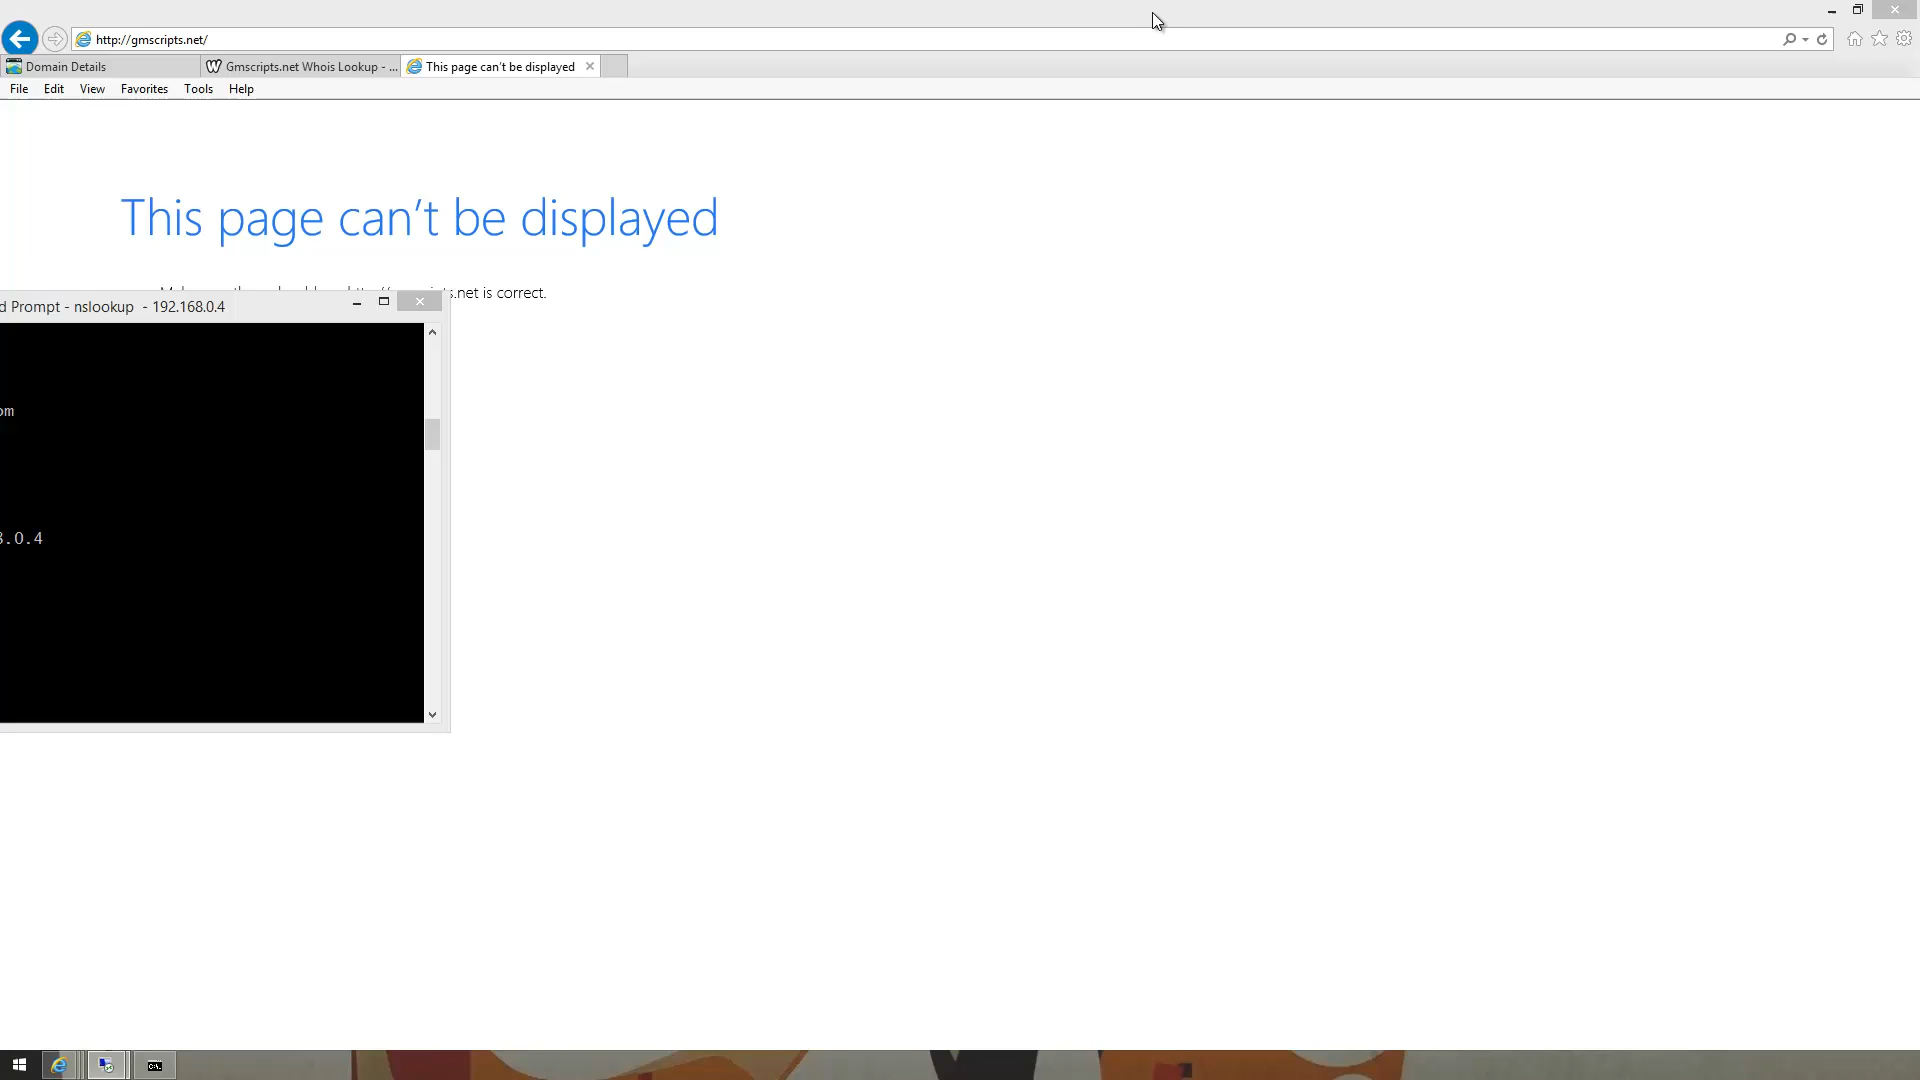 http://gmscripts.net/
Domain Details
Gmscripts.net Whois Lookup - ...
This page can't be displayed
File Edit View Favorites Tools Help
This page can't be displayed
.net is correct.
d Prompt - nslookup - 192.168.0.4
om
.0.4